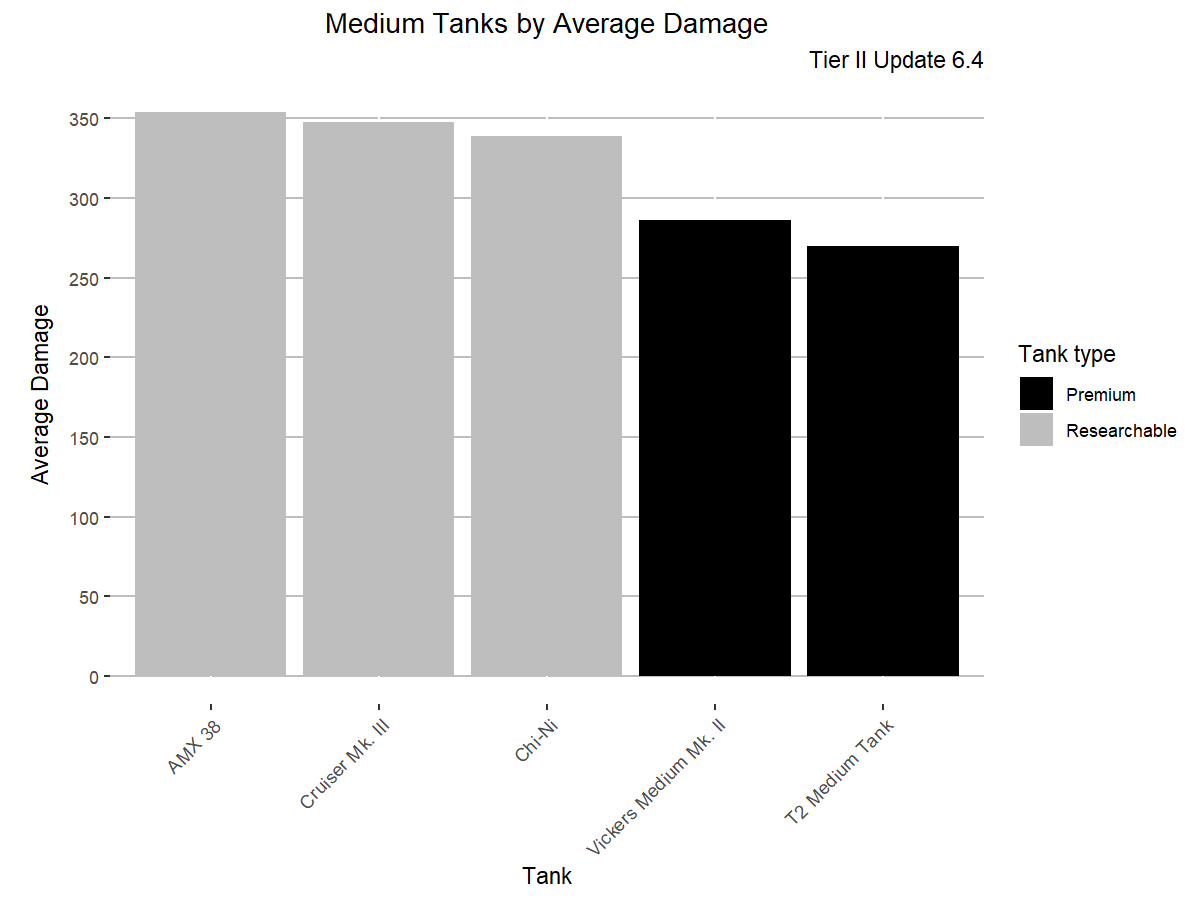 Medium Tanks by Average Damage
Tier II Update 6.4
350
300
250
200
150
100
50
0
Average Damage
AMX 38
Cruiser Mk. III
Chi-Ni
Vickers Medium Mk. II
T2 Medium Tank
Tank
Tank type
Premium
Researchable